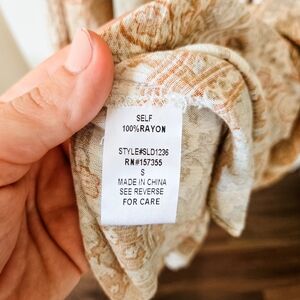 SELF
100%RAYON
STYLE#SLD1236
RN#157355
S
MADE IN CHINA
SEE REVERSE
FOR CARE